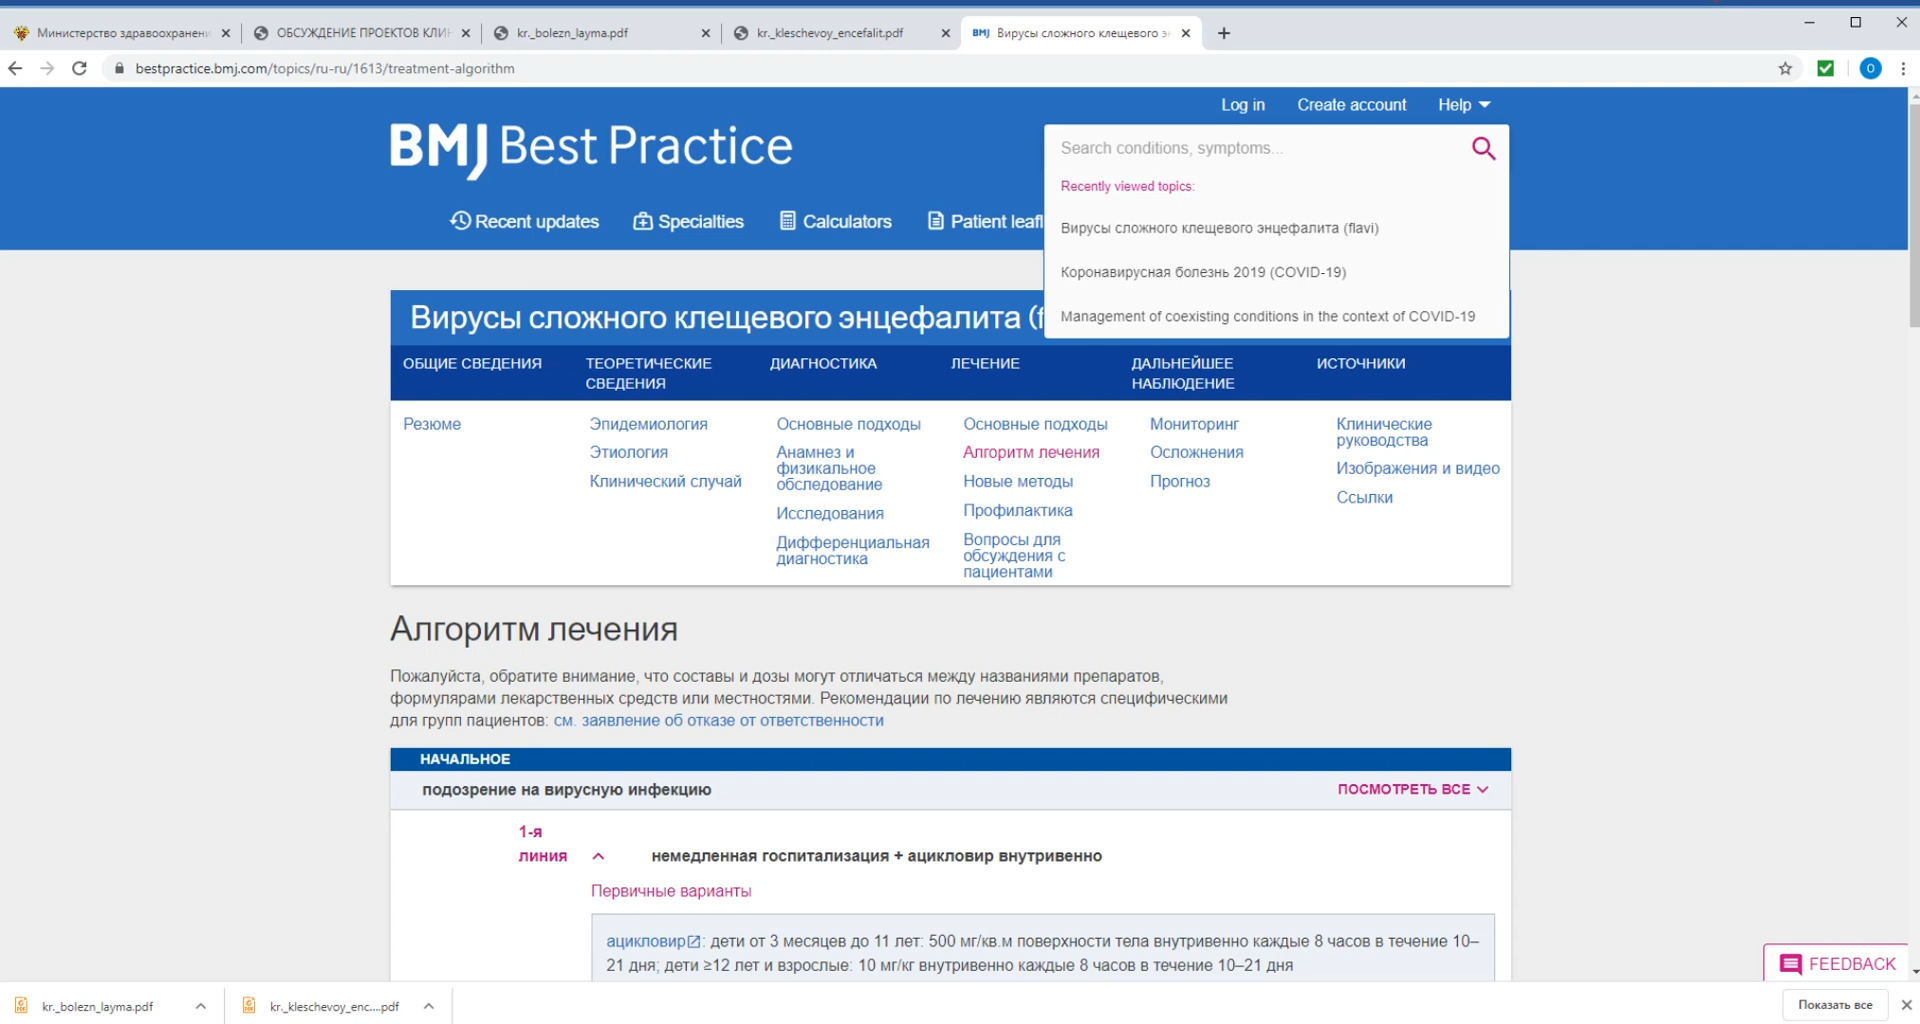 Министерство здравоохранени
ОБСУЖДЕНИЕ ПРОЕКТОВ КЛИН
kr._bolezn_layma.pdf
kr._kleschevoy_encefalit.pdf
BMJ Вирусы сложного клещевого эн
bestpractice.bmj.com/topics/ru-ru/1613/treatment-algorithm
O
Log in
Create account
Help
BMJ Best Practice
Search conditions, symptoms...
Recently viewed topics:
Вирусы сложного клещевого энцефалита (flavi)
Коронавирусная болезнь 2019 (COVID-19)
Management of coexisting conditions in the context of COVID-19
Recent updates
Specialties
Calculators
Patient leafl
Вирусы сложного клещевого энцефалита (f
ОБЩИЕ СВЕДЕНИЯ
Резюме
ТЕОРЕТИЧЕСКИЕ
СВЕДЕНИЯ
Эпидемиология
Этиология
Клинический случай
ДИАГНОСТИКА
Основные подходы
Анамнез и
физикальное
обследование
Исследования
Дифференциальная
диагностика
ЛЕЧЕНИЕ
Основные подходы
Алгоритм лечения
Новые методы
Профилактика
Вопросы для
обсуждения с
пациентами
ДАЛЬНЕЙШЕЕ
НАБЛЮДЕНИЕ
Мониторинг
Осложнения
Прогноз
ИСТОЧНИКИ
Клинические
руководства
Изображения и видео
Ссылки
Алгоритм лечения
Пожалуйста, обратите внимание, что составы и дозы могут отличаться между названиями препаратов,
формулярами лекарственных средств или местностями. Рекомендации по лечению являются специфическими
для групп пациентов: см. заявление об отказе от ответственности
НАЧАЛЬНОЕ
подозрение на вирусную инфекцию
ПОСМОТРЕТЬ ВСЕ
1-я
линия
немедленная госпитализация + ацикловир внутривенно
Первичные варианты
ацикловир: дети от 3 месяцев до 11 лет: 500 мг/кв.м поверхности тела внутривенно каждые 8 часов в течение 10–
21 дня; дети ≥12 лет и взрослые: 10 мг/кг внутривенно каждые 8 часов в течение 10–21 дня
FEEDBACK
kr._bolezn_layma.pdf
kr._kleschevoy_enc....pdf
Показать все